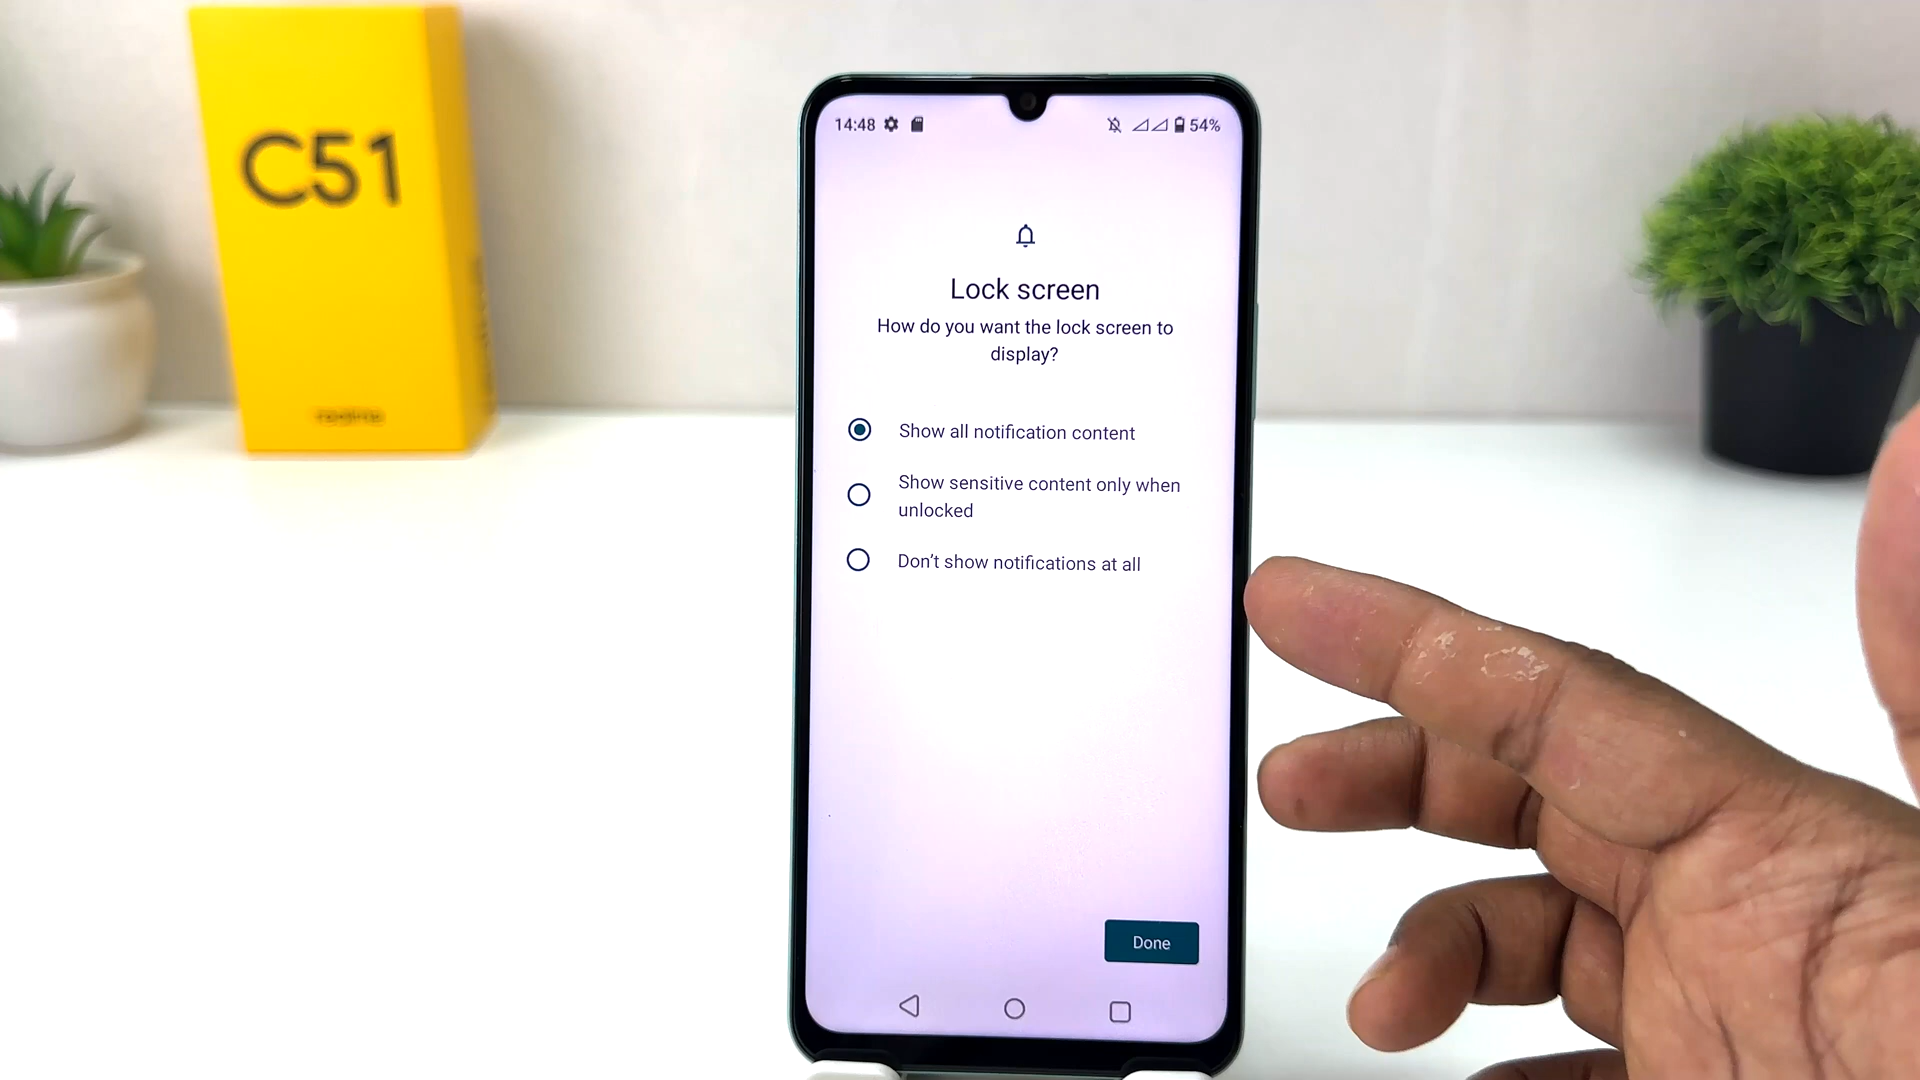 C51
realme
14:48
54%
Lock screen
How do you want the lock screen to
display?
Show all notification content
Show sensitive content only when
unlocked
Don't show notifications at all
Done